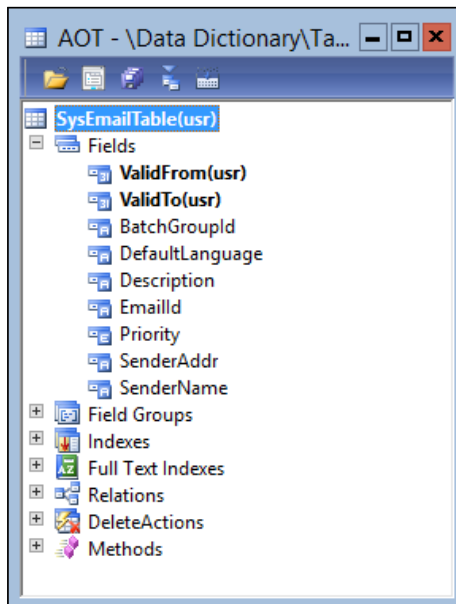 AOT - \Data Dictionary\Ta...
SysEmailTable(usr)
Fields
ValidFrom(usr)
ValidTo(usr)
BatchGroupId
DefaultLanguage
Description
EmailId
Priority
SenderAddr
SenderName
Field Groups
Indexes
Full Text Indexes
Relations
DeleteActions
Methods